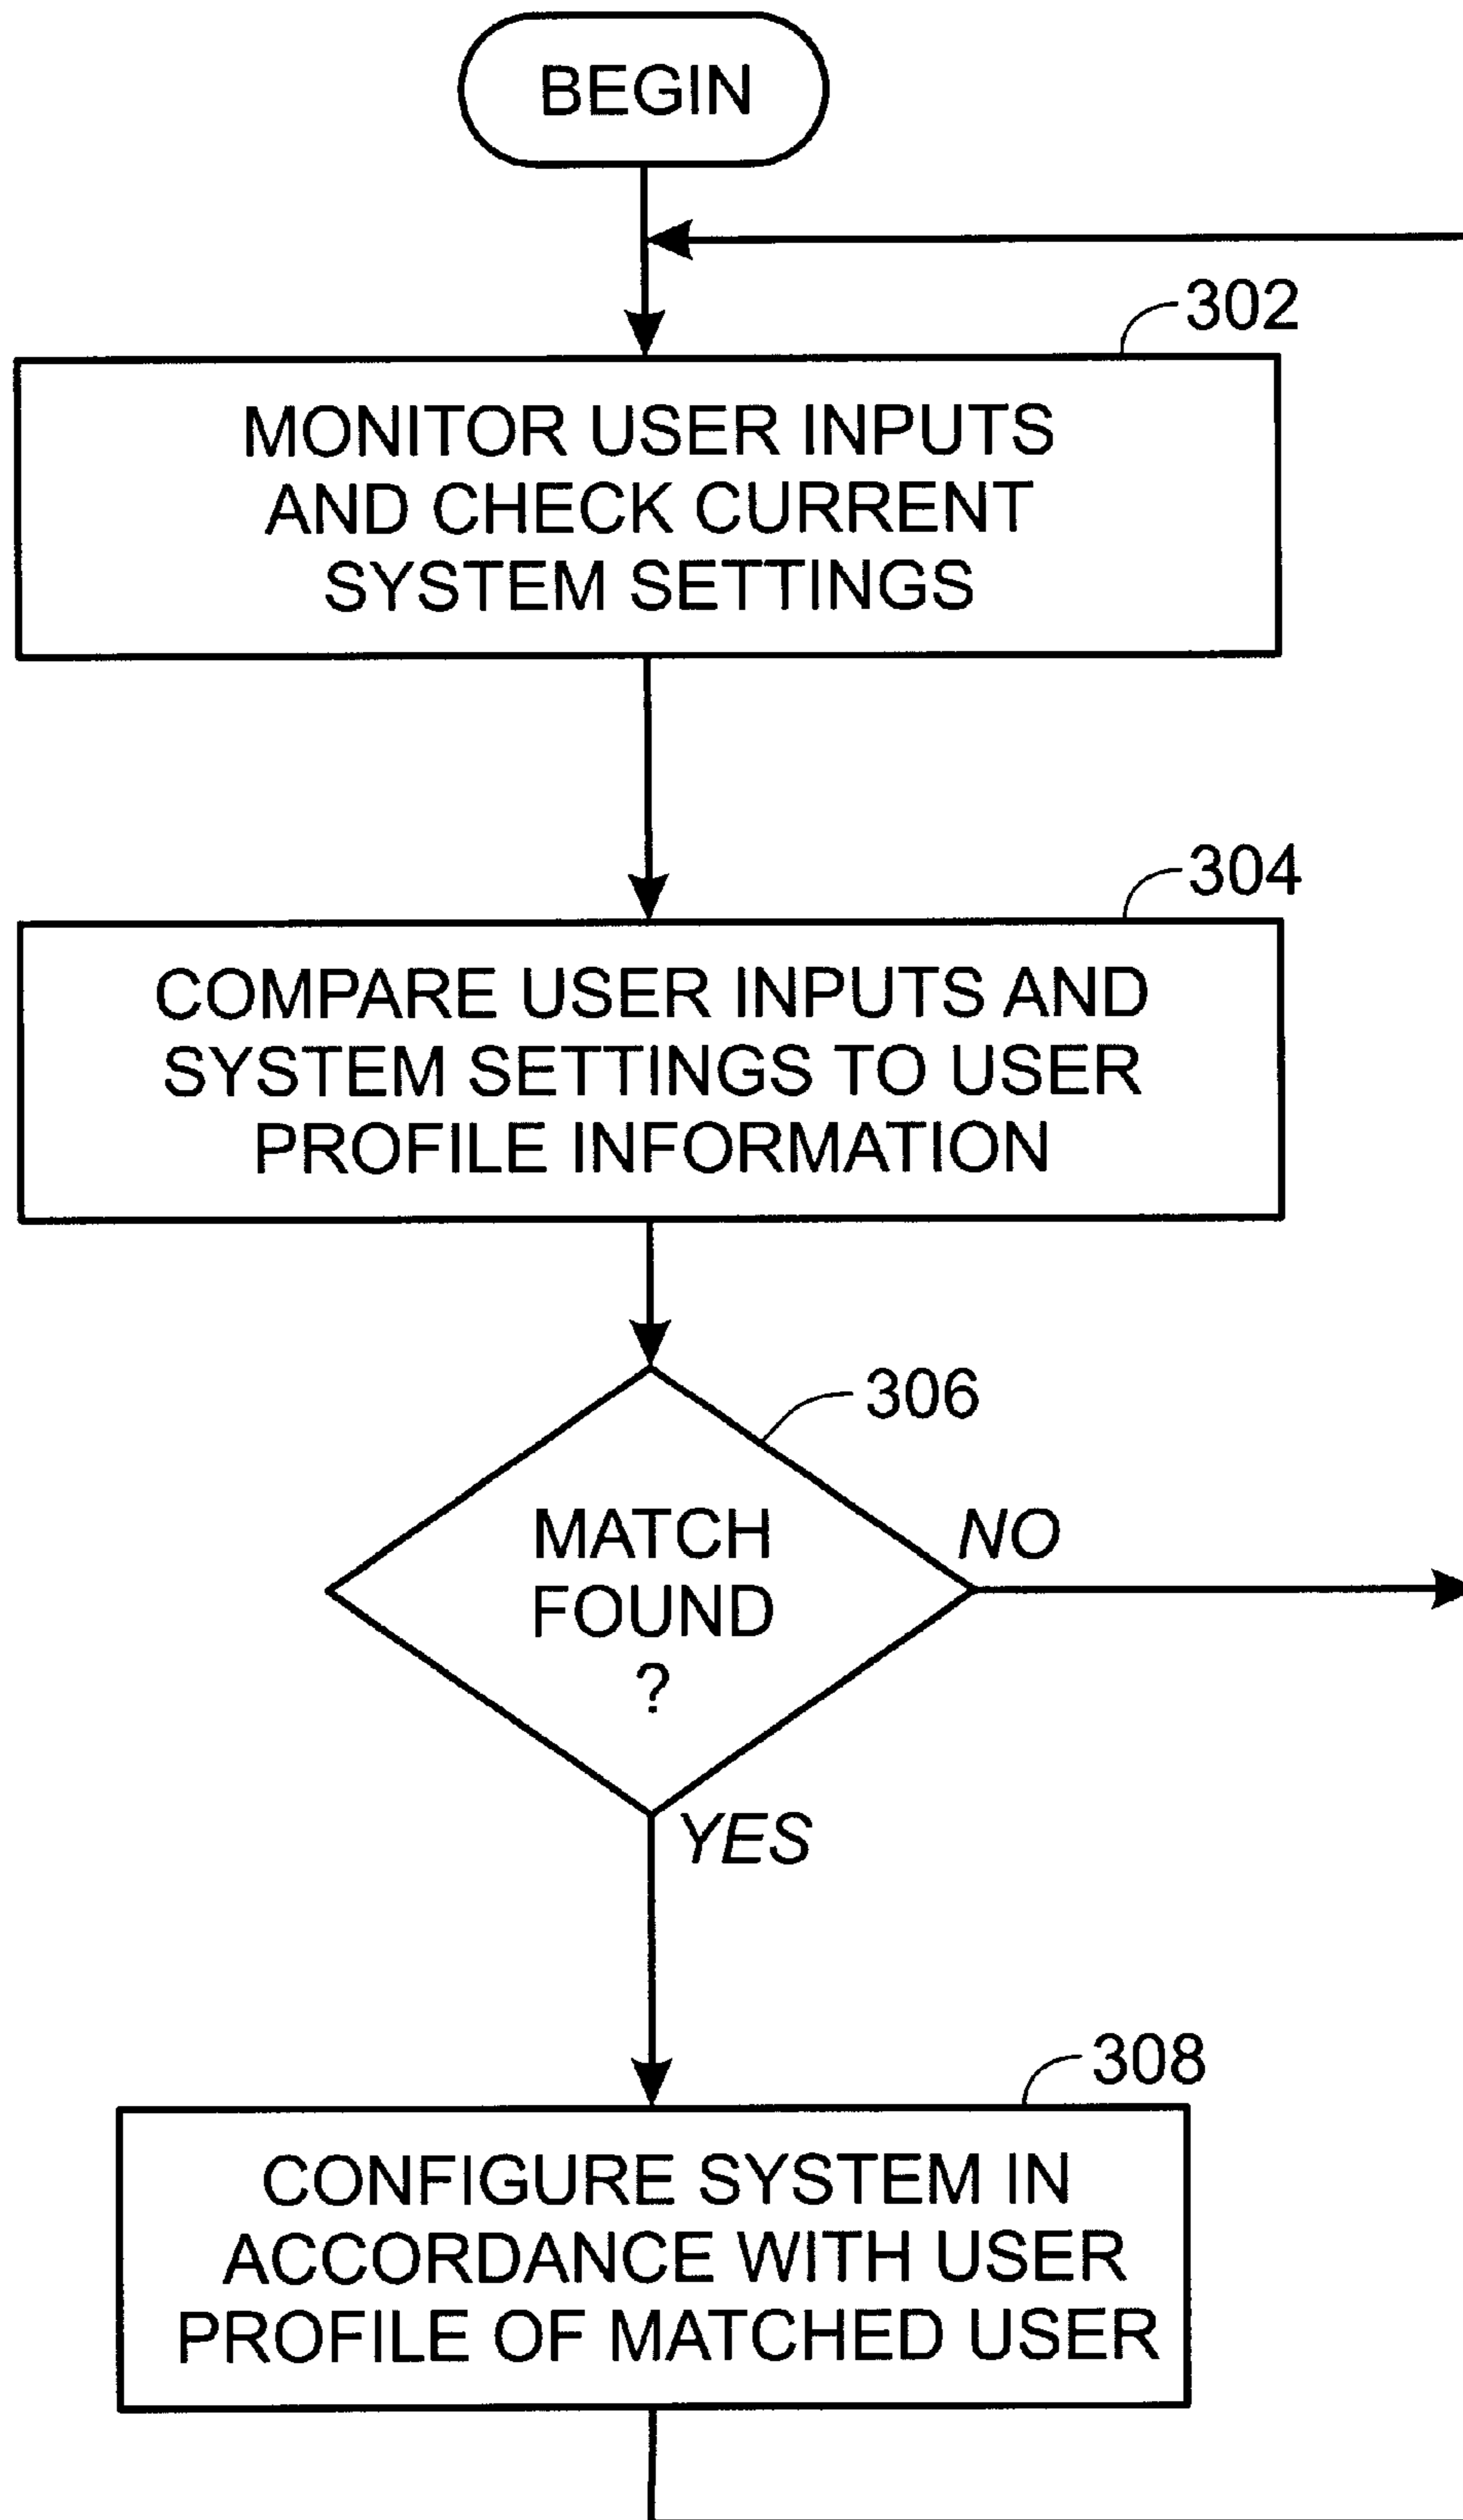 BEGIN
302
MONITOR USER INPUTS
AND CHECK CURRENT
SYSTEM SETTINGS
304
COMPARE USER INPUTS AND
SYSTEM SETTINGS TO USER
PROFILE INFORMATION
306
MATCH
FOUND
?
NO
YES
308
CONFIGURE SYSTEM IN
ACCORDANCE WITH USER
PROFILE OF MATCHED USER